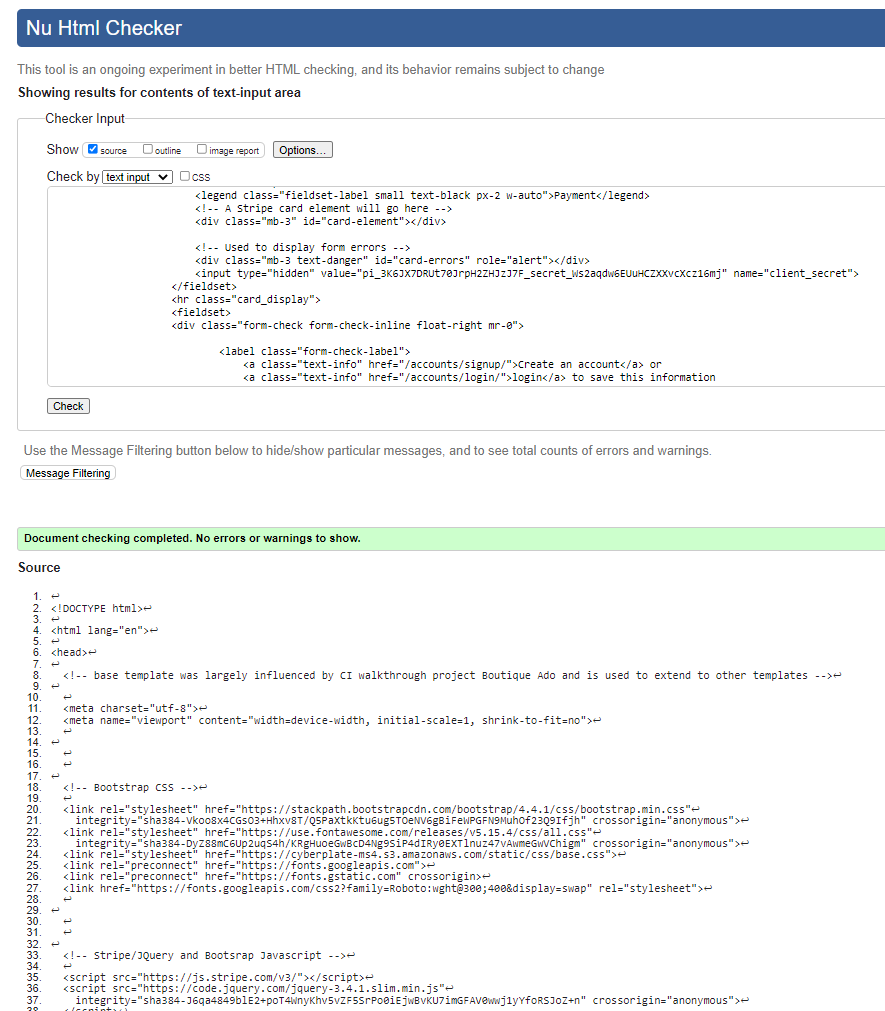 Nu Html Checker
This tool is an ongoing experiment in better HTML checking, and its behavior remains subject to change
Showing results for contents of text-input area
Checker Input
Show source outline image report Options...
Check by text input CSS
<legend class="fieldset-label small text-black px-2 w-auto">Payment</legend>
<!-- A Stripe card element will go here -->
<div class="mb-3" id="card-element"></div>
<!-- Used to display form errors -->
<div class="mb-3 text-danger" id="card-errors" role="alert"></div>
<input type="hidden" value="pi_3K6JX7DRUt70JrpH2ZHJzJ7F_secret_Ws2aqdw6EUuHCZXXvcXcz16mj" name="client_secret">
</fieldset>
<hr class="card_display">
<fieldset>
<div class="form-check form-check-inline float-right mr-0">
<label class="form-check-label">
<a class="text-info" href="/accounts/signup/">Create an account</a> or
<a class="text-info" href="/accounts/login/">login</a> to save this information
Check
Use the Message Filtering button below to hide/show particular messages, and to see total counts of errors and warnings.
Message Filtering
Document checking completed. No errors or warnings to show.
Source
1. ↩
2. <!DOCTYPE html>↩
3. ↩
4. <html lang="en">↩
5. ↩
6. <head>↩
7. ↩
8. <!-- base template was largely influenced by CI walkthrough project Boutique Ado and is used to extend to other templates -->↩
9. ↩
10. ↩
11. <meta charset="utf-8">↩
12. <meta name="viewport" content="width=device-width, initial-scale=1, shrink-to-fit=no">↩
13. ↩
14. ↩
15. ↩
16. ↩
17. ↩
18. <!-- Bootstrap CSS -->↩
19. ↩
20. <link rel="stylesheet" href="https://stackpath.bootstrapcdn.com/bootstrap/4.4.1/css/bootstrap.min.css"↩
21. integrity="sha384-Vkoo8x4CGsO3+Hhxv8T/Q5PaXtkKtu6ug5TOeNV6gBiFeWPGFN9MuhOf23Q9Ifjh" crossorigin="anonymous">↩
22. <link rel="stylesheet" href="https://use.fontawesome.com/releases/v5.15.4/css/all.css"↩
23. integrity="sha384-DyZ88mC6Up2uqS4h/KRgHuoeGwBcD4Ng9SiP4dIRy0EXTlnuz47vAwmeGwVChigm" crossorigin="anonymous">↩
24. <link rel="stylesheet" href="https://cyberplate-ms4.s3.amazonaws.com/static/css/base.css">↩
25. <link rel="preconnect" href="https://fonts.googleapis.com">↩
26. <link rel="preconnect" href="https://fonts.gstatic.com" crossorigin>↩
27. <link href="https://fonts.googleapis.com/css2?family=Roboto:wght@300;400&display=swap" rel="stylesheet">↩
28. ↩
29. ↩
30. ↩
31. ↩
32. ↩
33. <!-- Stripe/JQuery and Bootsrap Javascript -->↩
34. ↩
35. <script src="https://js.stripe.com/v3/"></script>↩
36. <script src="https://code.jquery.com/jquery-3.4.1.slim.min.js"↩
37. integrity="sha384-J6qa4849blE2+poT4WnyKhv5vZF5SrPo0iEjwBvKU7imGFAV0wwj1yYfoRSJoZ+n" crossorigin="anonymous">↩